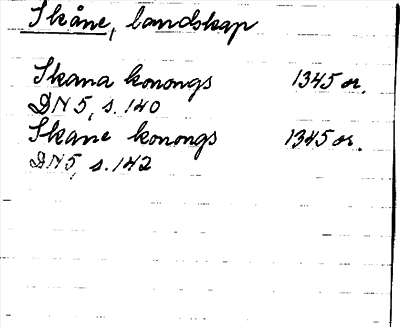 Skåne, landskap
Skana konongs 1345 or.
DN 5, s. 140
Skane konongs 1345 or.
DN 5, s. 142